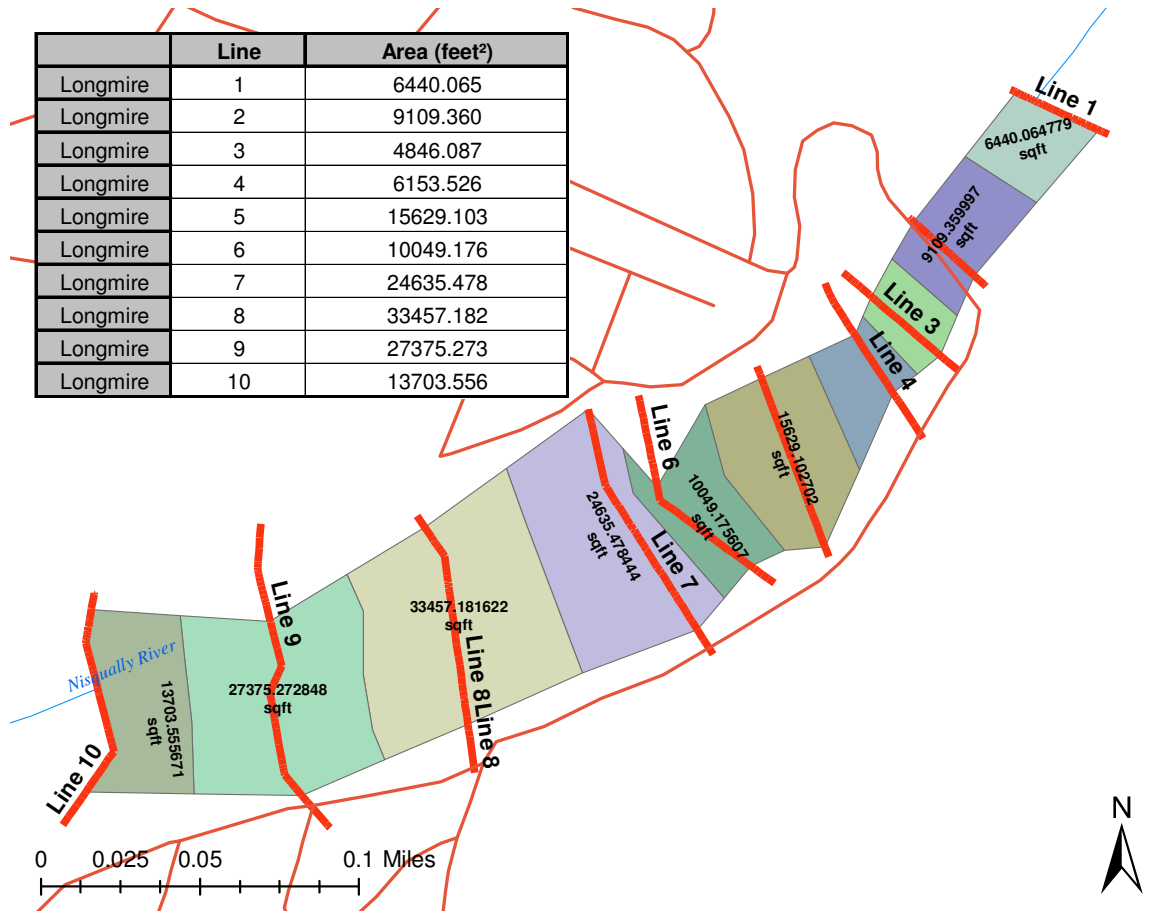 Line Area (feet²)
Longmire 1 6440.065
Longmire 2 9109.360
Longmire 3 4846.087
Longmire 4 6153.526
Longmire 5 15629.103
Longmire 6 10049.176
Longmire 7 24635.478
Longmire 8 33457.182
Longmire 9 27375.273
Longmire 10 13703.556
Line 1
6440.064779
sqft
9109.359997
sqft
Line 3
Line 4
15629.102702
sqft
Line 6
10049.175607
sqft
Line 7
24635.478444
sqft
33457.181622
sqft
Line 8
Line 8
Line 9
27375.272848
sqft
Nisqually River
13703.555671
sqft
Line 10
0 0.025 0.05 0.1 Miles
N